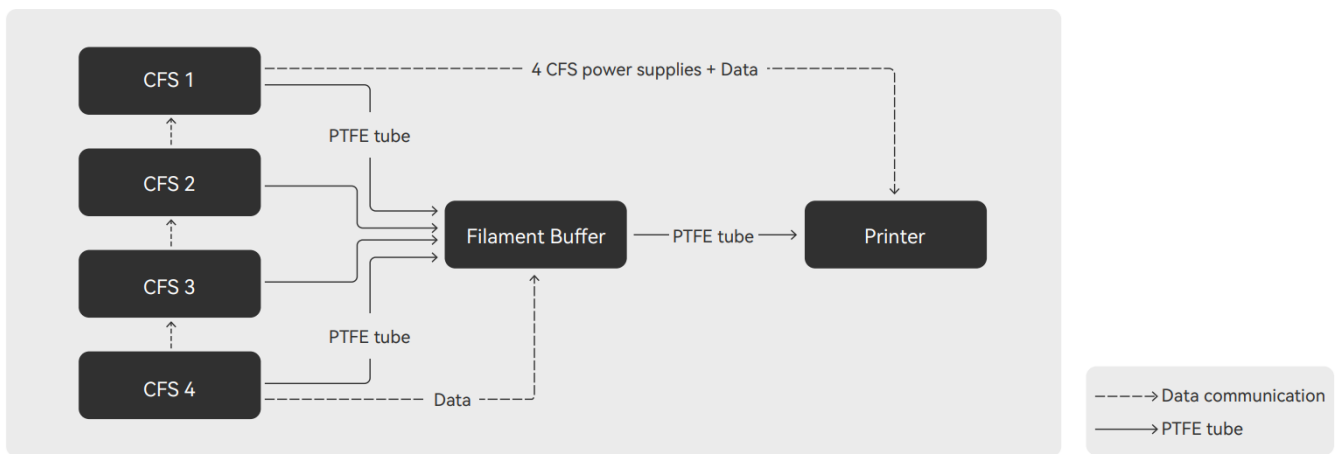 CFS 1
4 CFS power supplies + Data
PTFE tube
CFS 2
Filament Buffer
PTFE tube
Printer
CFS 3
PTFE tube
CFS 4
Data
Data communication
PTFE tube